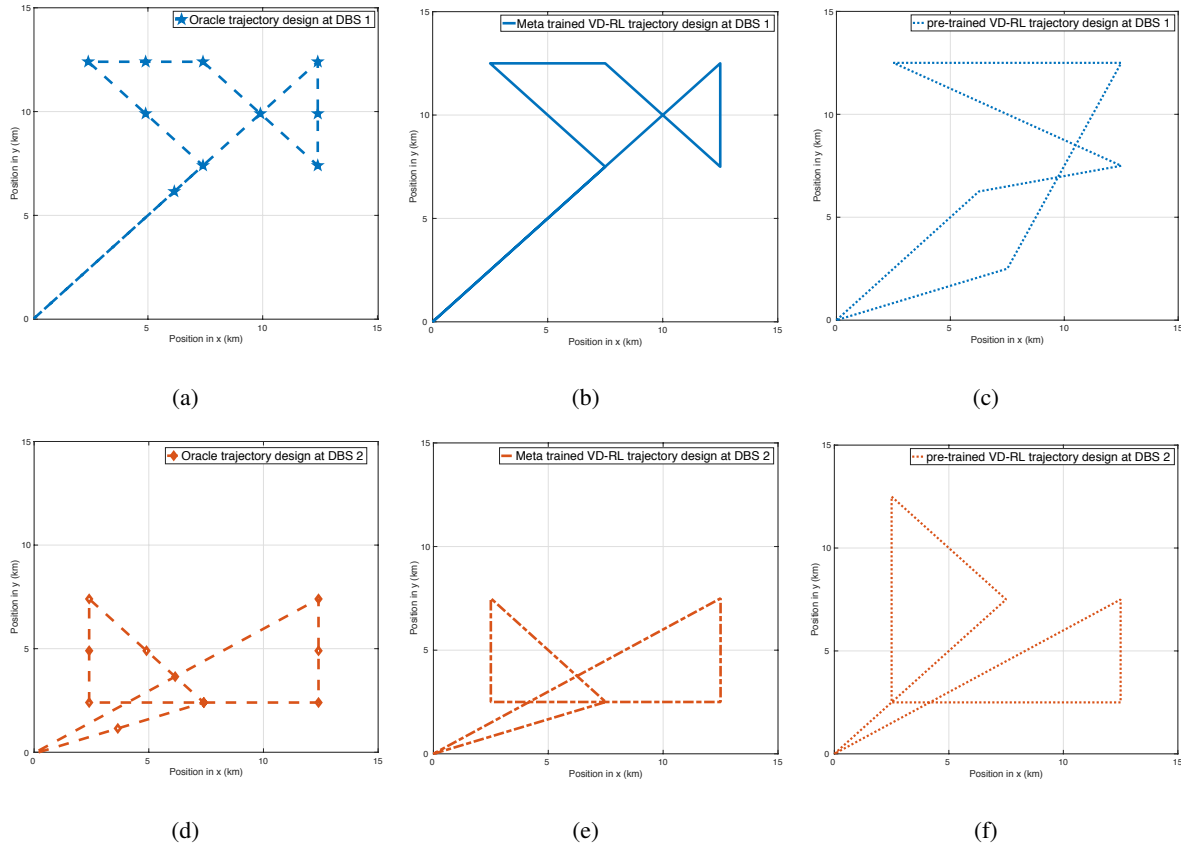 15
Oracle trajectory design at DBS 1
10
Position in y (km)
5
0
0
5
10
15
Position in x (km)
(a)
15
Meta trained VD-RL trajectory design at DBS 1
10
Position in y (km)
5
0
0
5
10
15
Position in x (km)
(b)
15
pre-trained VD-RL trajectory design at DBS 1
10
Position in y (km)
5
0
0
5
10
15
Position in x (km)
(c)
15
Oracle trajectory design at DBS 2
10
Position in y (km)
5
0
0
5
10
15
Position in x (km)
(d)
15
Meta trained VD-RL trajectory design at DBS 2
10
Position in y (km)
5
0
0
5
10
15
Position in x (km)
(e)
15
pre-trained VD-RL trajectory design at DBS 2
10
Position in y (km)
5
0
0
5
10
15
Position in x (km)
(f)